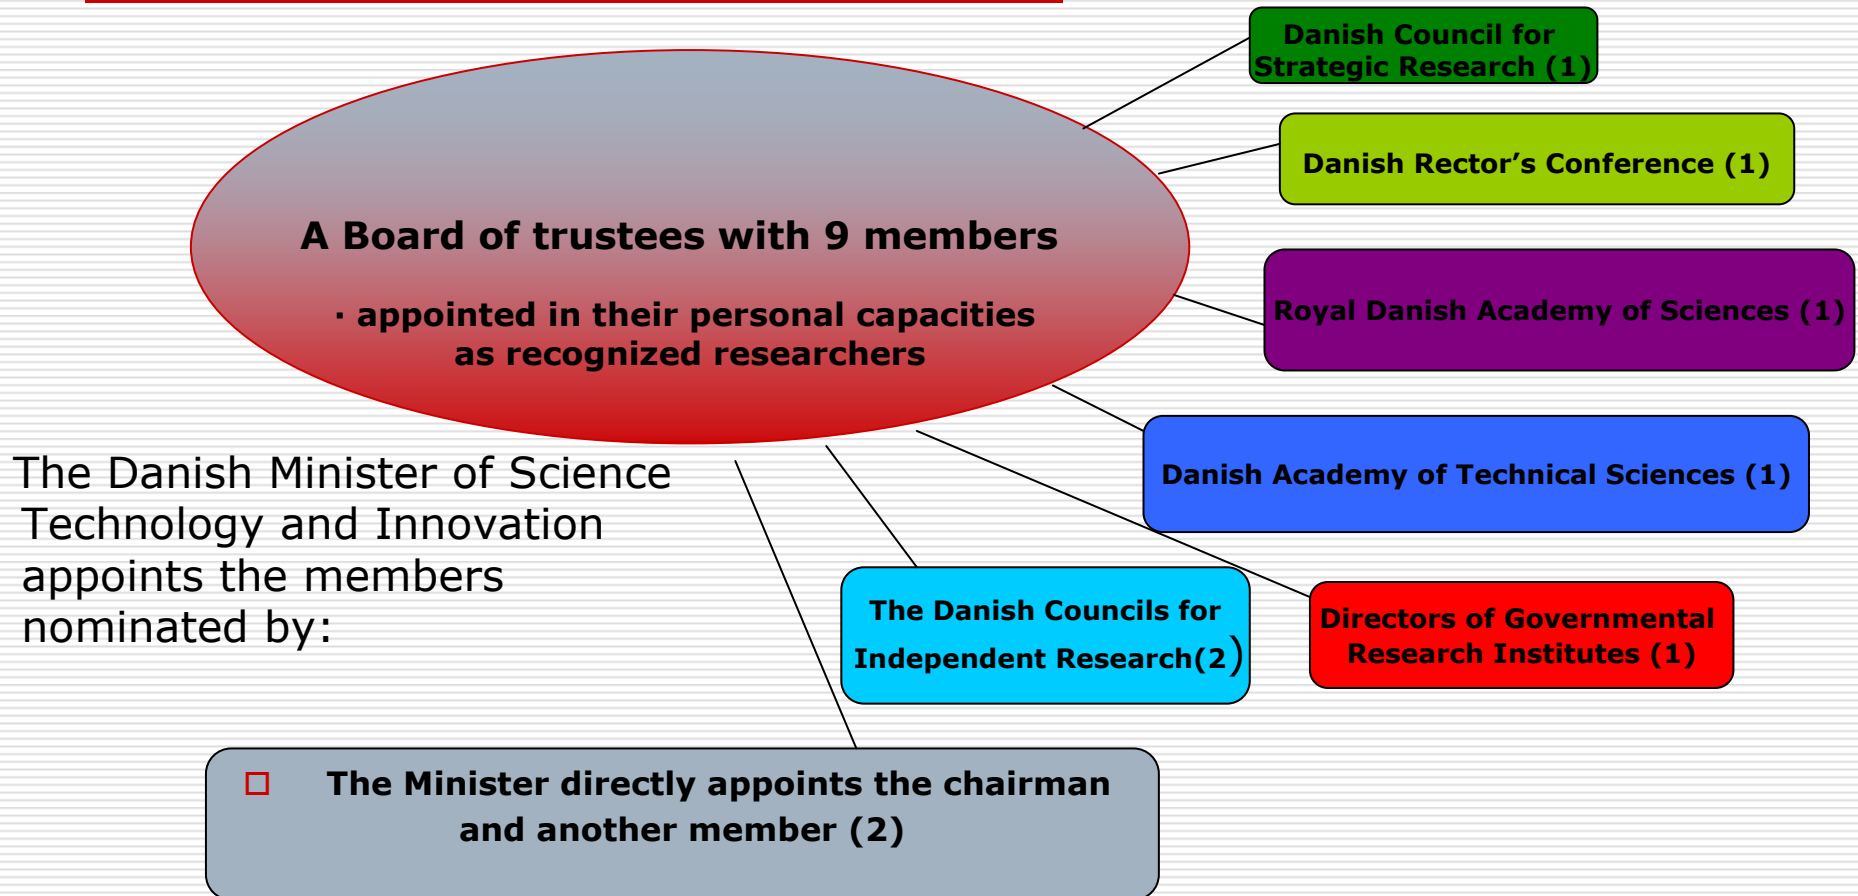 Danish Council for
Strategic Research (1)
Danish Rector’s Conference (1)
A Board of trustees with 9 members
· appointed in their personal capacities
as recognized researchers
Royal Danish Academy of Sciences (1)
Danish Academy of Technical Sciences (1)
The Danish Minister of Science
Technology and Innovation
appoints the members
nominated by:
The Danish Councils for
Independent Research(2)
Directors of Governmental
Research Institutes (1)
The Minister directly appoints the chairman
and another member (2)